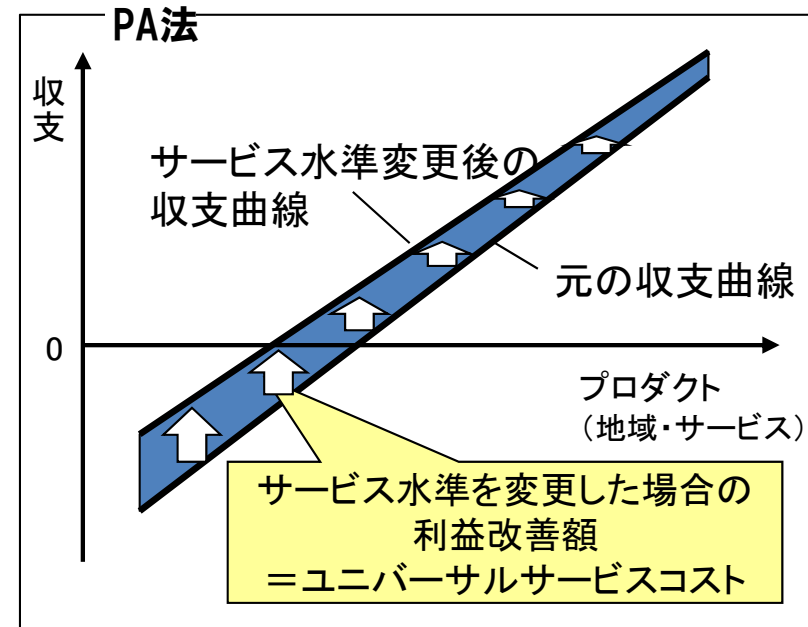 PA法
収支
サービス水準変更後の
収支曲線
元の収支曲線
0
プロダクト
（地域・サービス）
サービス水準を変更した場合の
利益改善額
＝ユニバーサルサービスコスト